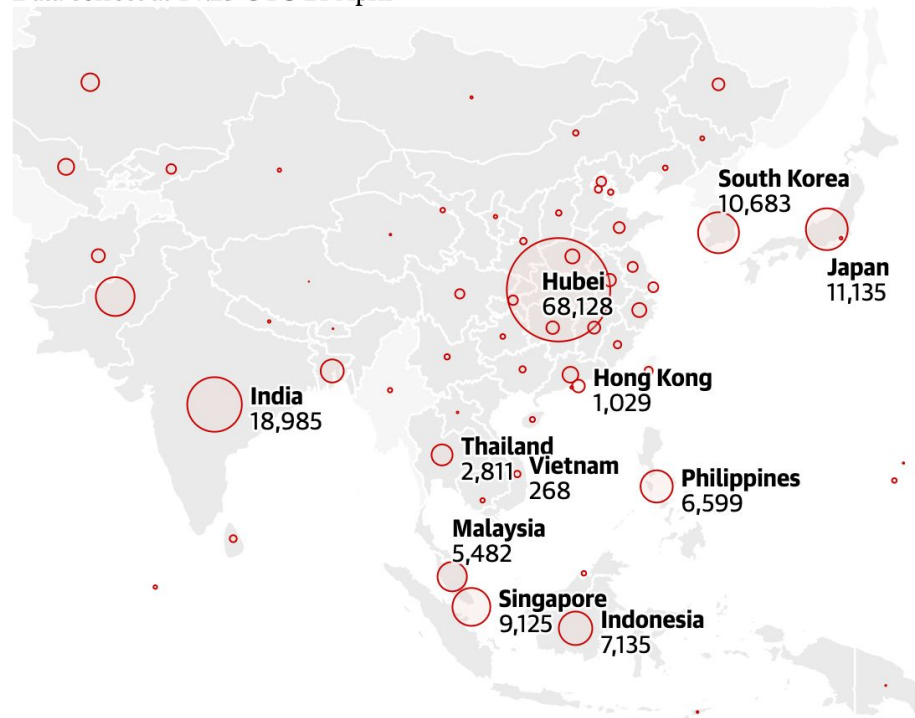 South Korea
10,683
Japan
11,135
Hubei
68,128
Hong Kong
1,029
India
18,985
Thailand
2,811
Vietnam
268
Philippines
6,599
Malaysia
5,482
Singapore
9,125
Indonesia
7,135